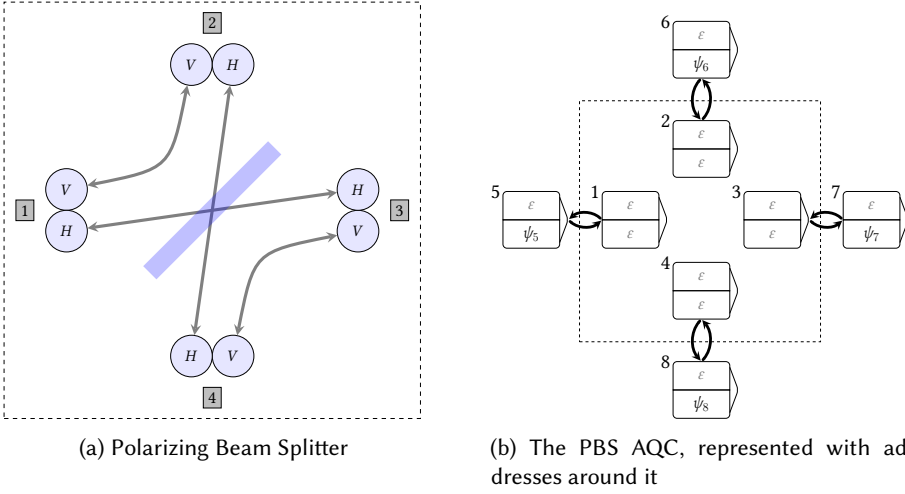 2
V H
V
1
H
H
3
V
H V
4
(a) Polarizing Beam Splitter
6
ε
ψ6
2
ε
ε
5
ε
ψ5
1
ε
ε
3
ε
ε
7
ε
ψ7
4
ε
ε
8
ε
ψ8
(b) The PBS AQC, represented with ad
dresses around it